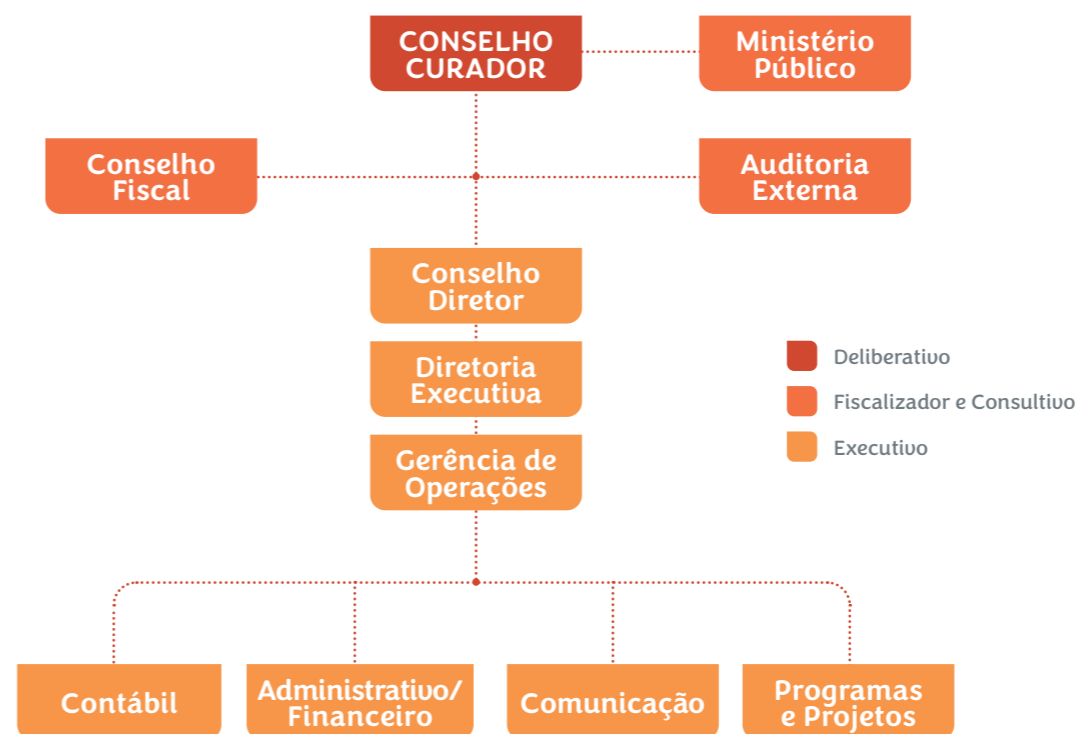 CONSELHO
CURADOR
Ministério
Público
Conselho
Fiscal
Auditoria
Externa
Conselho
Diretor
Diretoria
Executiva
Gerência de
Operações
Deliberativo
Fiscalizador e Consultivo
Executivo
Contábil
Administrativo/
Financeiro
Comunicação
Programas
e Projetos